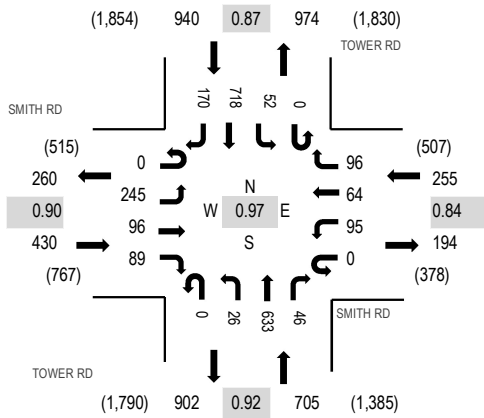 (1,854) 940 0.87 974 (1,830)
TOWER RD
SMITH RD
170 718 52 0
(515)
260
0.90
430
(767)
0
245
96
89
N
W 0.97 E
S
96
64
95
0
(507)
255
0.84
194
(378)
0 26 633 46
SMITH RD
TOWER RD
(1,790) 902 0.92 705 (1,385)